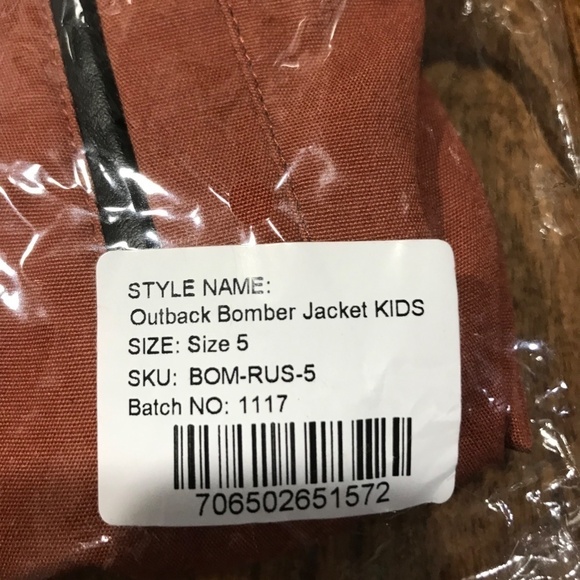 STYLE NAME:
Outback Bomber Jacket KIDS
SIZE: Size 5
SKU: BOM-RUS-5
Batch NO: 1117
706502651572